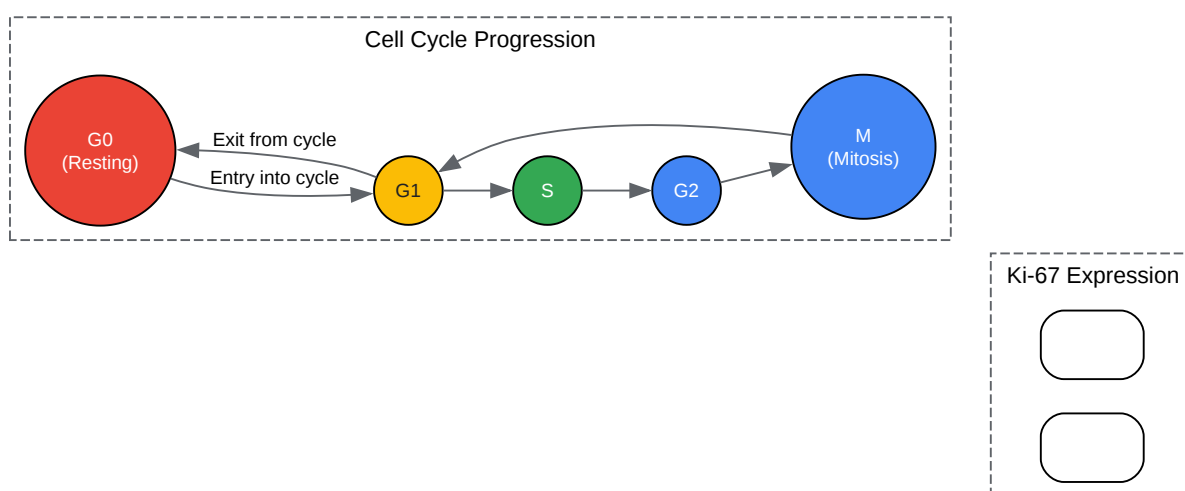 Cell Cycle Progression
G0
(Resting)
Exit from cycle
Entry into cycle
G1
S
G2
M
(Mitosis)
Ki-67 Expression